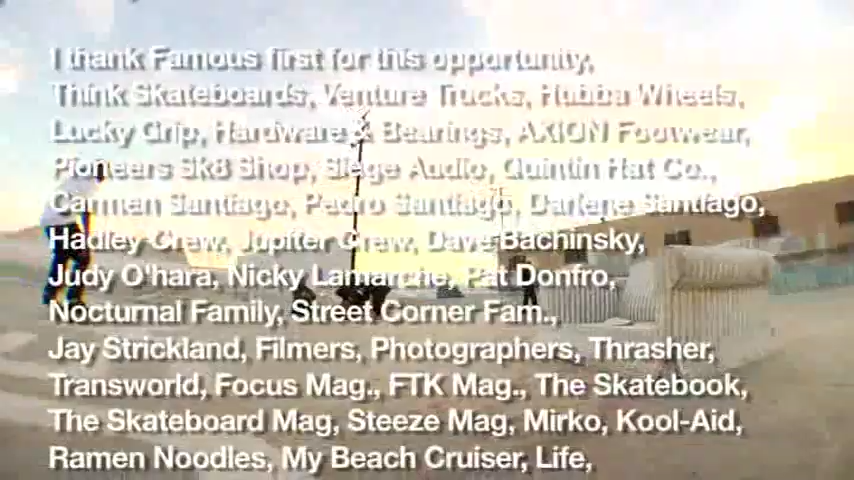 I thank Famous first for this opportunity,
Think Skateboards, Venture Trucks, Hubba Wheels,
Lucky Grip, Hardware & Bearings, AXiON Footwear,
Pioneers Sk8 Shop, Siege Audio, Quintin Hat Co.,
Carmen Santiago, Pedro Santiago, Darlene Santiago,
Hadley Crew, Jupiter Crew, Dave Bachinsky,
Judy O'hara, Nicky Lamarche, Pat Donfro,
Nocturnal Family, Street Corner Fam.,
Jay Strickland, Filmers, Photographers, Thrasher,
Transworld, Focus Mag., FTK Mag., The Skatebook,
The Skateboard Mag, Steeze Mag, Mirko, Kool-Aid,
Ramen Noodles, My Beach Cruiser, Life,